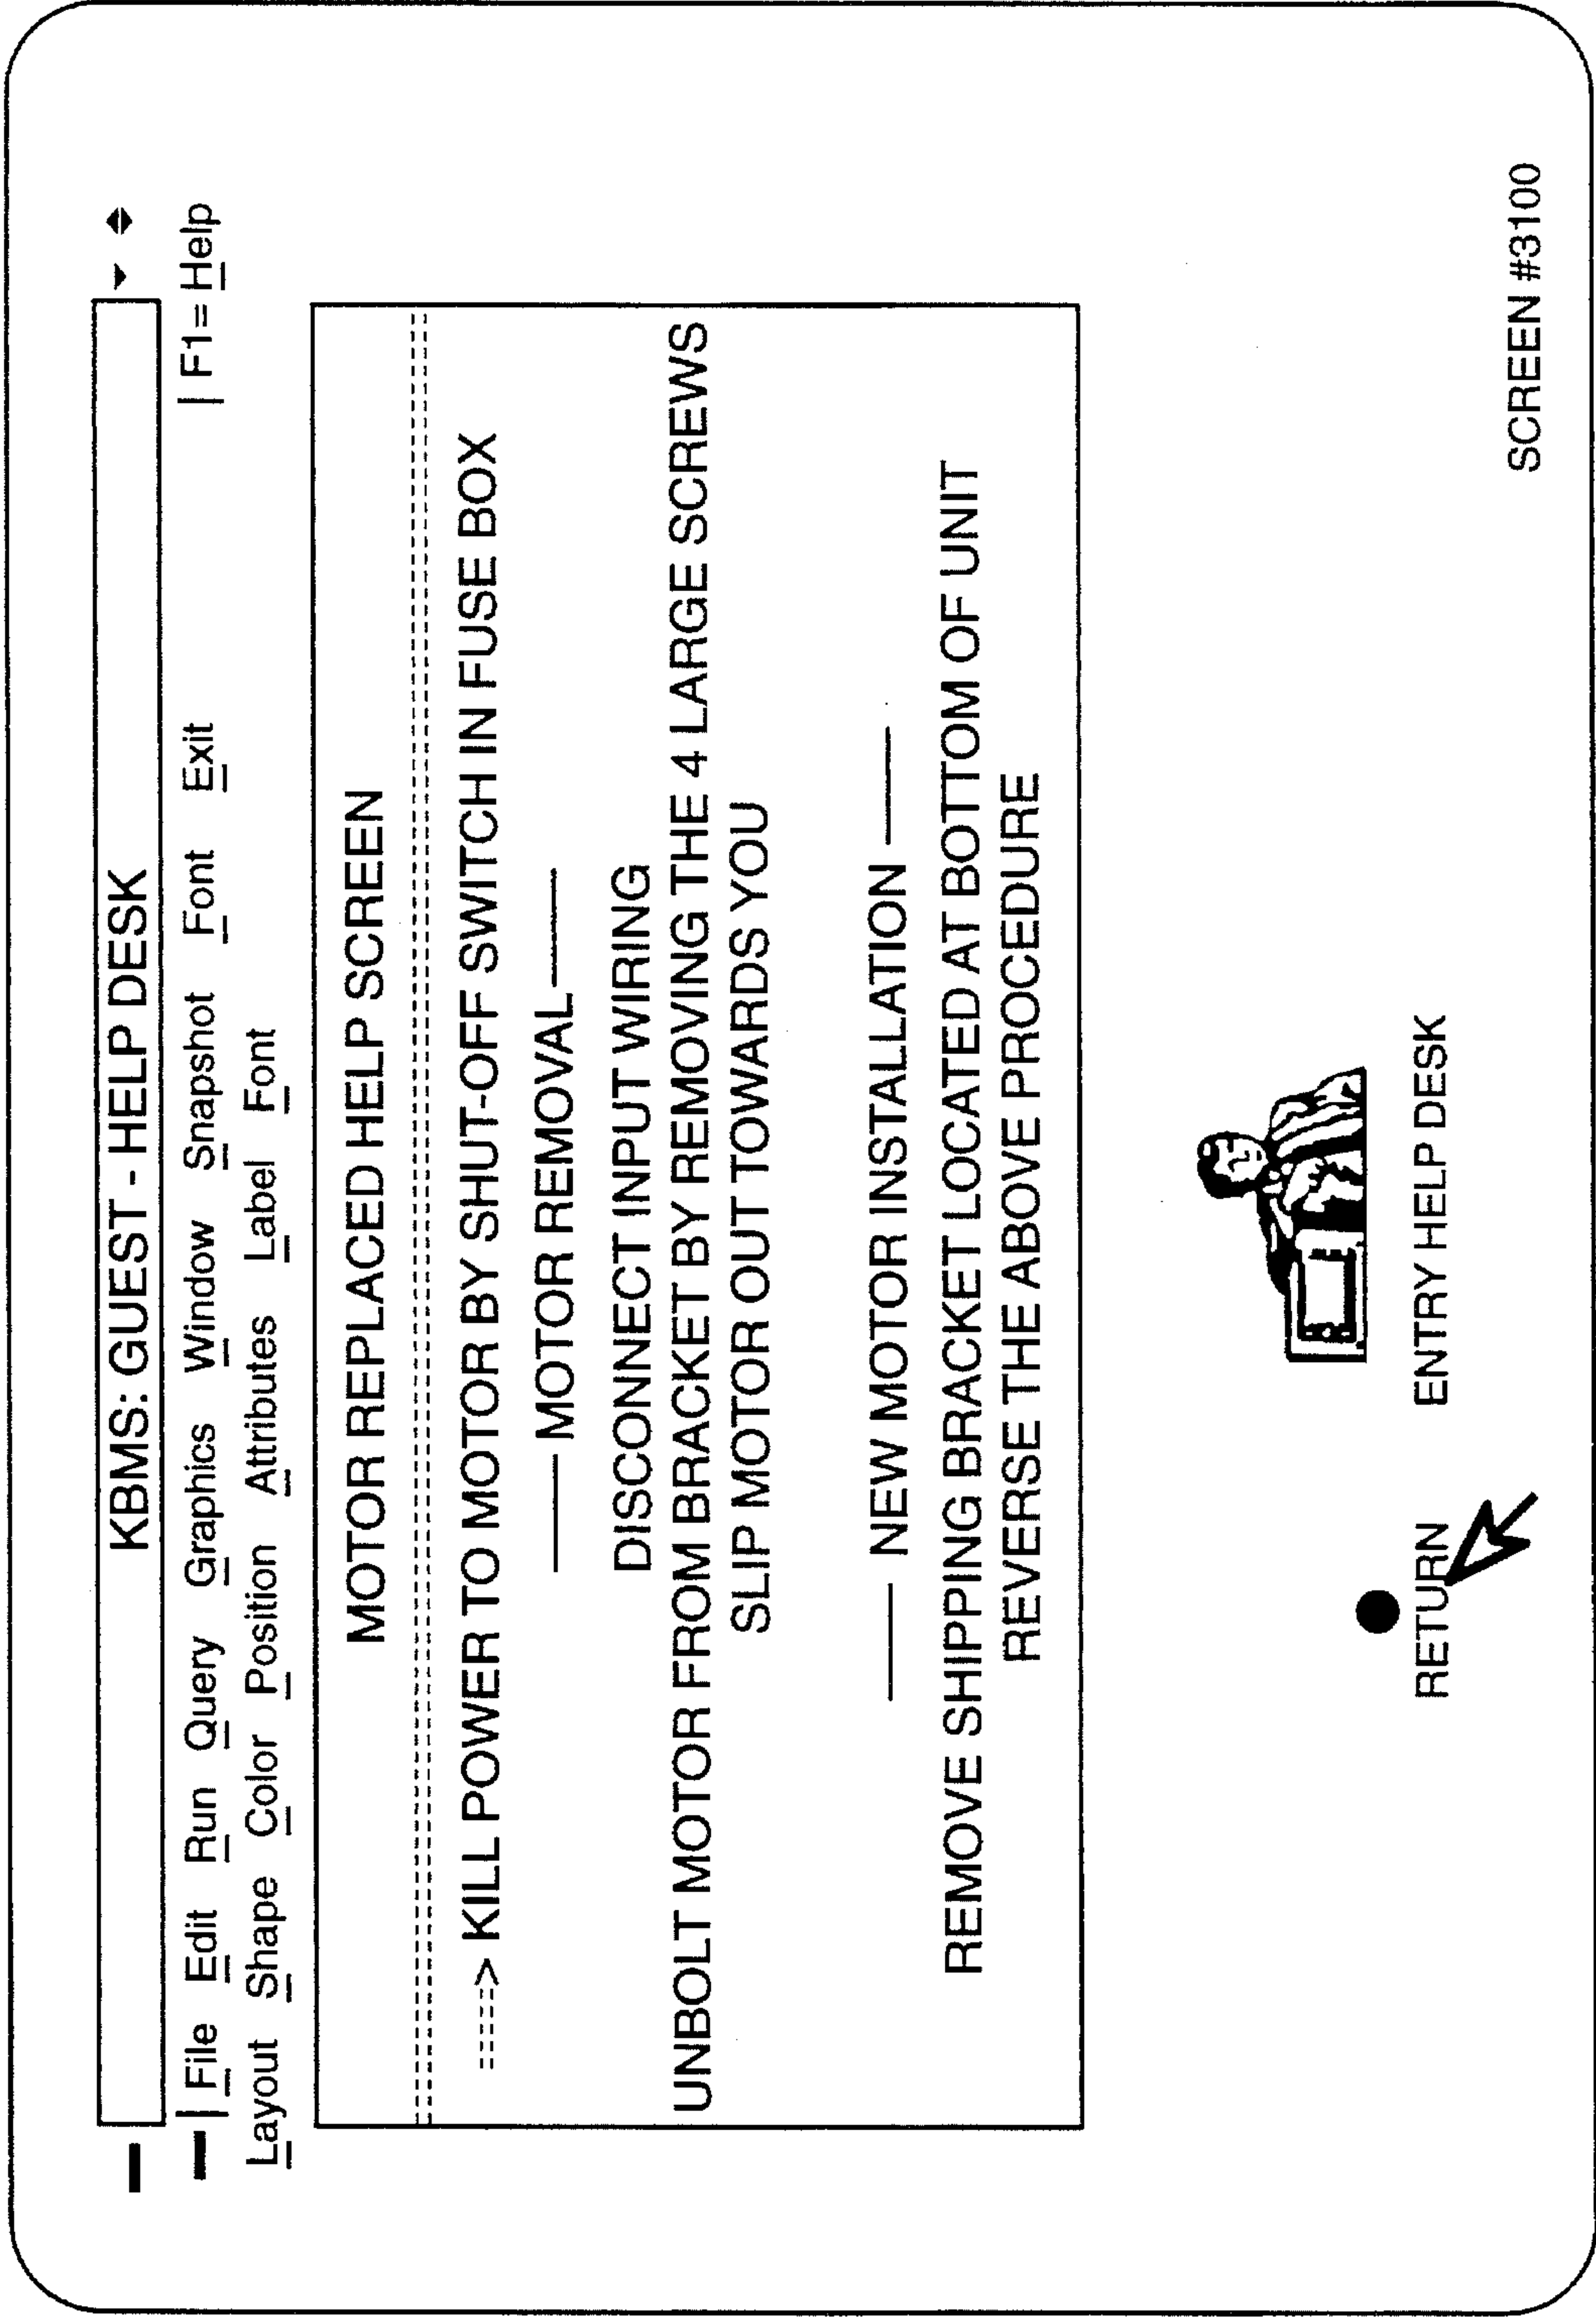 KBMS: GUEST - HELP DESK
File Edit Run Query Graphics Window Snapshot Font Exit | F1= Help
Layout Shape Color Position Attributes Label Font
MOTOR REPLACED HELP SCREEN
=====> KILL POWER TO MOTOR BY SHUT-OFF SWITCH IN FUSE BOX
—— MOTOR REMOVAL ——
DISCONNECT INPUT WIRING
UNBOLT MOTOR FROM BRACKET BY REMOVING THE 4 LARGE SCREWS
SLIP MOTOR OUT TOWARDS YOU
—— NEW MOTOR INSTALLATION ——
REMOVE SHIPPING BRACKET LOCATED AT BOTTOM OF UNIT
REVERSE THE ABOVE PROCEDURE
RETURN ENTRY HELP DESK
SCREEN #3100